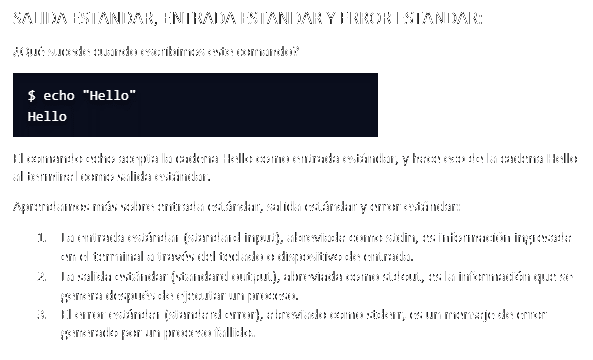 SALIDA ESTANDAR, ENTRADA ESTANDAR Y ERROR ESTANDAR:
¿Qué sucede cuando escribimos este comando?
$ echo "Hello"
Hello
El comando echo acepta la cadena Hello como entrada estándar, y hace eco de la cadena Hello
al terminal como salida estándar.
Aprendamos más sobre entrada estándar, salida estándar y error estandar:
1. La entrada estándar (standard input), abreviada como stdin, es información ingresada
en el terminal a través del teclado o dispositivo de entrada.
2. La salida estándar (standard output), abreviada como stdout, es la información que se
genera después de ejecutar un proceso.
3. El error estándar (standard error), abreviado como stderr, es un mensaje de error
generado por un proceso fallido.